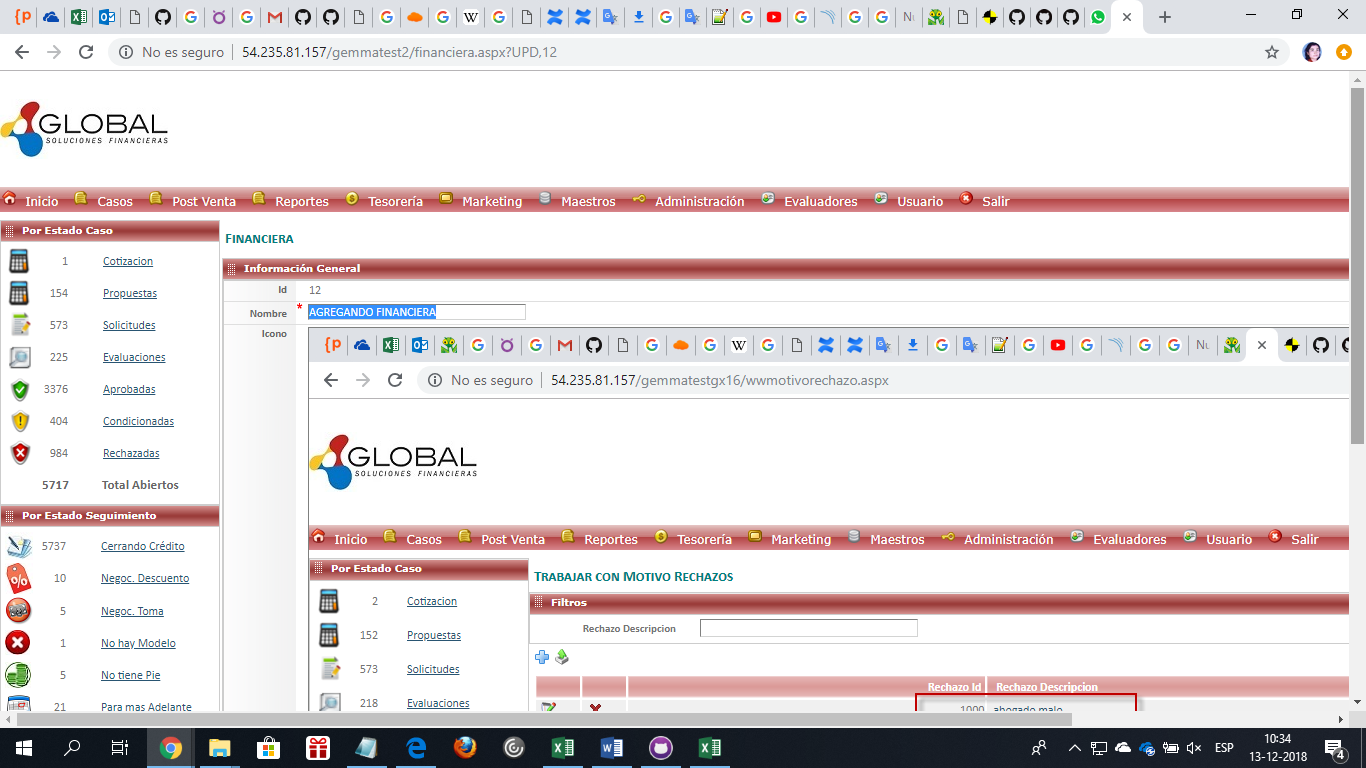 No es seguro 54.235.81.157/gemmatest2/financiera.aspx?UPD,12
GLOBAL
SOLUCIONES FINANCIERAS
Inicio Casos Post Venta Reportes Tesorería Marketing Maestros Administración Evaluadores Usuario Salir
Por Estado Caso
1 Cotizacion
154 Propuestas
573 Solicitudes
225 Evaluaciones
3376 Aprobadas
404 Condicionadas
984 Rechazadas
5717 Total Abiertos
Por Estado Seguimiento
5737 Cerrando Crédito
10 Negoc. Descuento
5 Negoc. Toma
1 No hay Modelo
5 No tiene Pie
21 Para mas Adelante
FINANCIERA
Información General
Id 12
Nombre * AGREGANDO FINANCIERA
Icono
No es seguro 54.235.81.157/gemmatestgx16/wwmotivorechazo.aspx
GLOBAL
SOLUCIONES FINANCIERAS
Inicio Casos Post Venta Reportes Tesorería Marketing Maestros Administración Evaluadores Usuario Salir
Por Estado Caso
2 Cotizacion
152 Propuestas
573 Solicitudes
218 Evaluaciones
TRABAJAR CON MOTIVO RECHAZOS
Filtros
Rechazo Descripcion
Rechazo Id Rechazo Descripcion
1000 abogado malo
ESP
10:34
13-12-2018
4